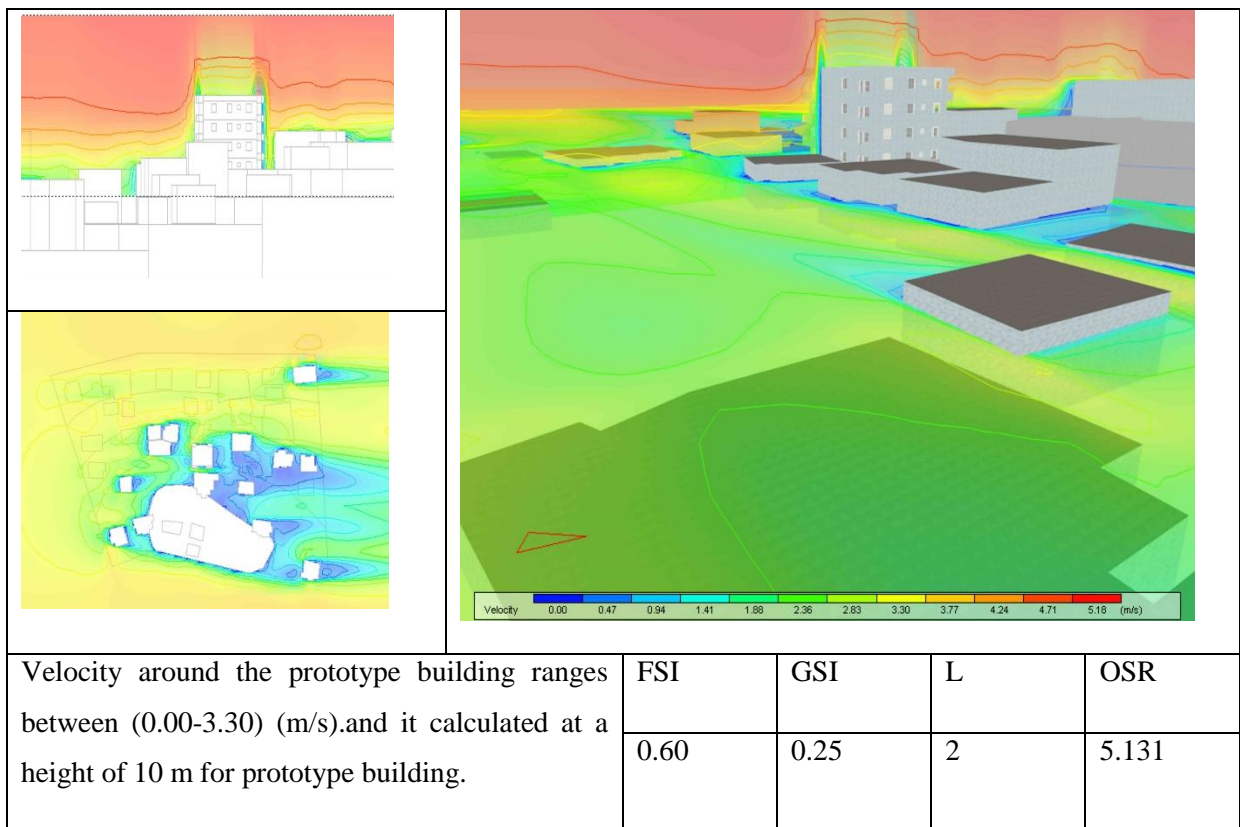 Velocity 0.00 0.47 0.94 1.41 1.88 2.36 2.83 3.30 3.77 4.24 4.71 5.18 (m/s)
Velocity around the prototype building ranges
between (0.00-3.30) (m/s).and it calculated at a
height of 10 m for prototype building.
FSI GSI L OSR
0.60 0.25 2 5.131